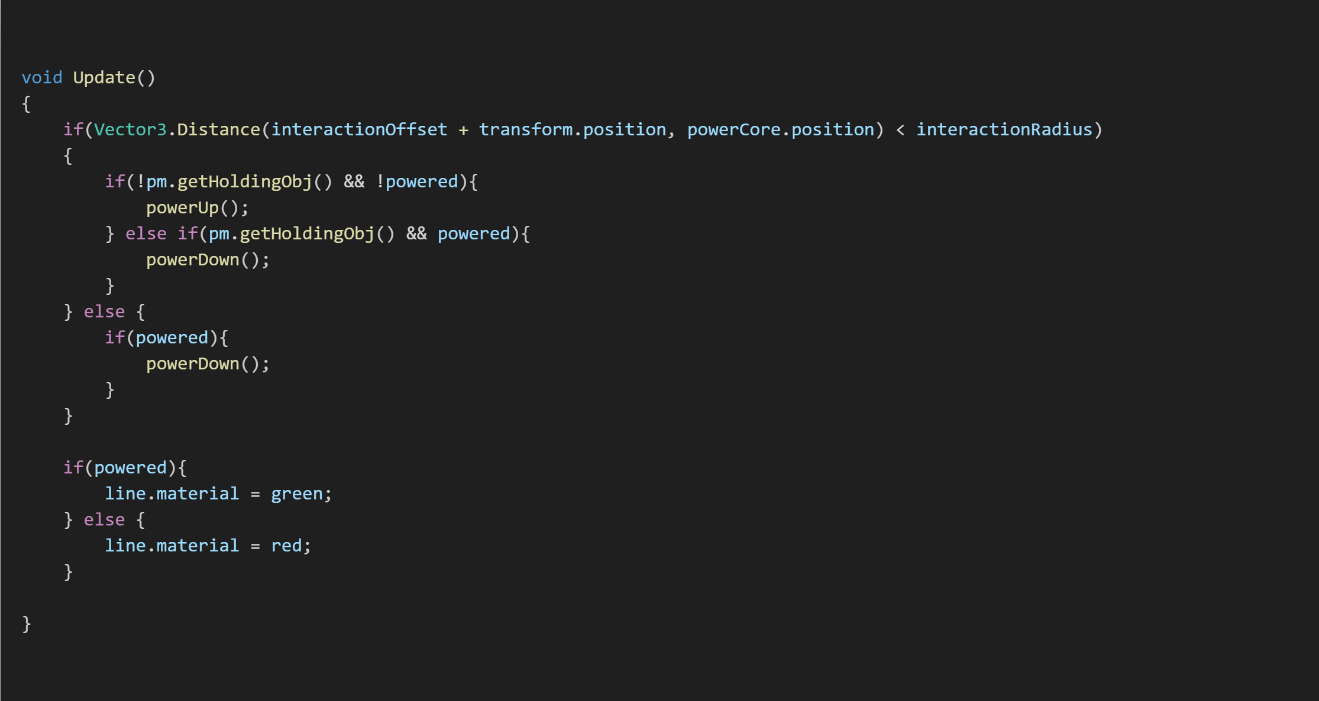 void Update()
{
    if(Vector3.Distance(interactionOffset + transform.position, powerCore.position) < interactionRadius)
    {
        if(!pm.getHoldingObj() && !powered){
            powerUp();
        } else if(pm.getHoldingObj() && powered){
            powerDown();
        }
    } else {
        if(powered){
            powerDown();
        }
    }

    if(powered){
        line.material = green;
    } else {
        line.material = red;
    }

}